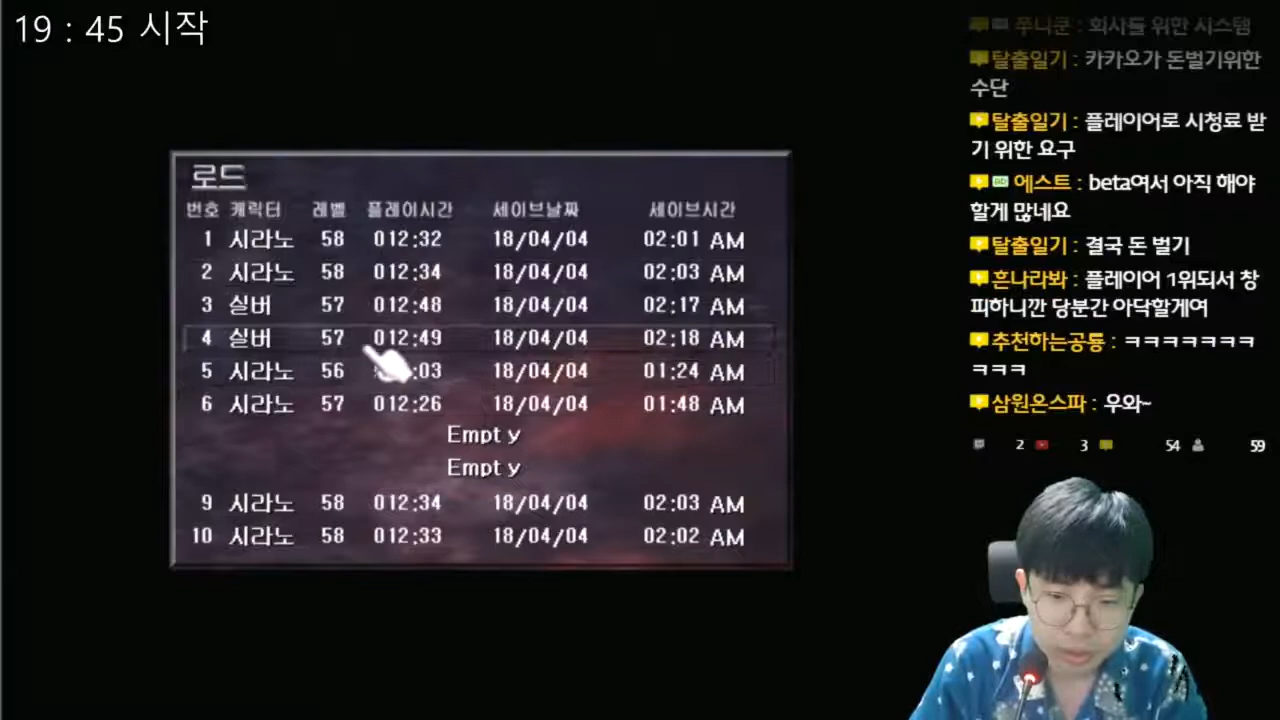 19 : 45 시작
로드
번호 캐릭터 레벨 플레이시간 세이브날짜 세이브시간
1 시라노 58 012:32 18/04/04 02:01 AM
2 시라노 58 012:34 18/04/04 02:03 AM
3 실버 57 012:48 18/04/04 02:17 AM
4 실버 57 012:49 18/04/04 02:18 AM
5 시라노 56 :03 18/04/04 01:24 AM
6 시라노 57 012:26 18/04/04 01:48 AM
Empty
Empty
9 시라노 58 012:34 18/04/04 02:03 AM
10 시라노 58 012:33 18/04/04 02:02 AM
회사들 위한 시스템
탈출일기 : 카카오가 돈벌기위한
수단
탈출일기 : 플레이어로 시청료 받
기 위한 요구
에스트 : beta여서 아직 해야
할게 많네요
탈출일기 : 결국 돈 벌기
흔나라봐 : 플레이어 1위되서 창
피하니깐 당분간 아닥할게여
추천하는공룡 : ㅋㅋㅋㅋㅋㅋㅋ
ㅋㅋㅋ
삼원온스파 : 우와~
2 3 54 59